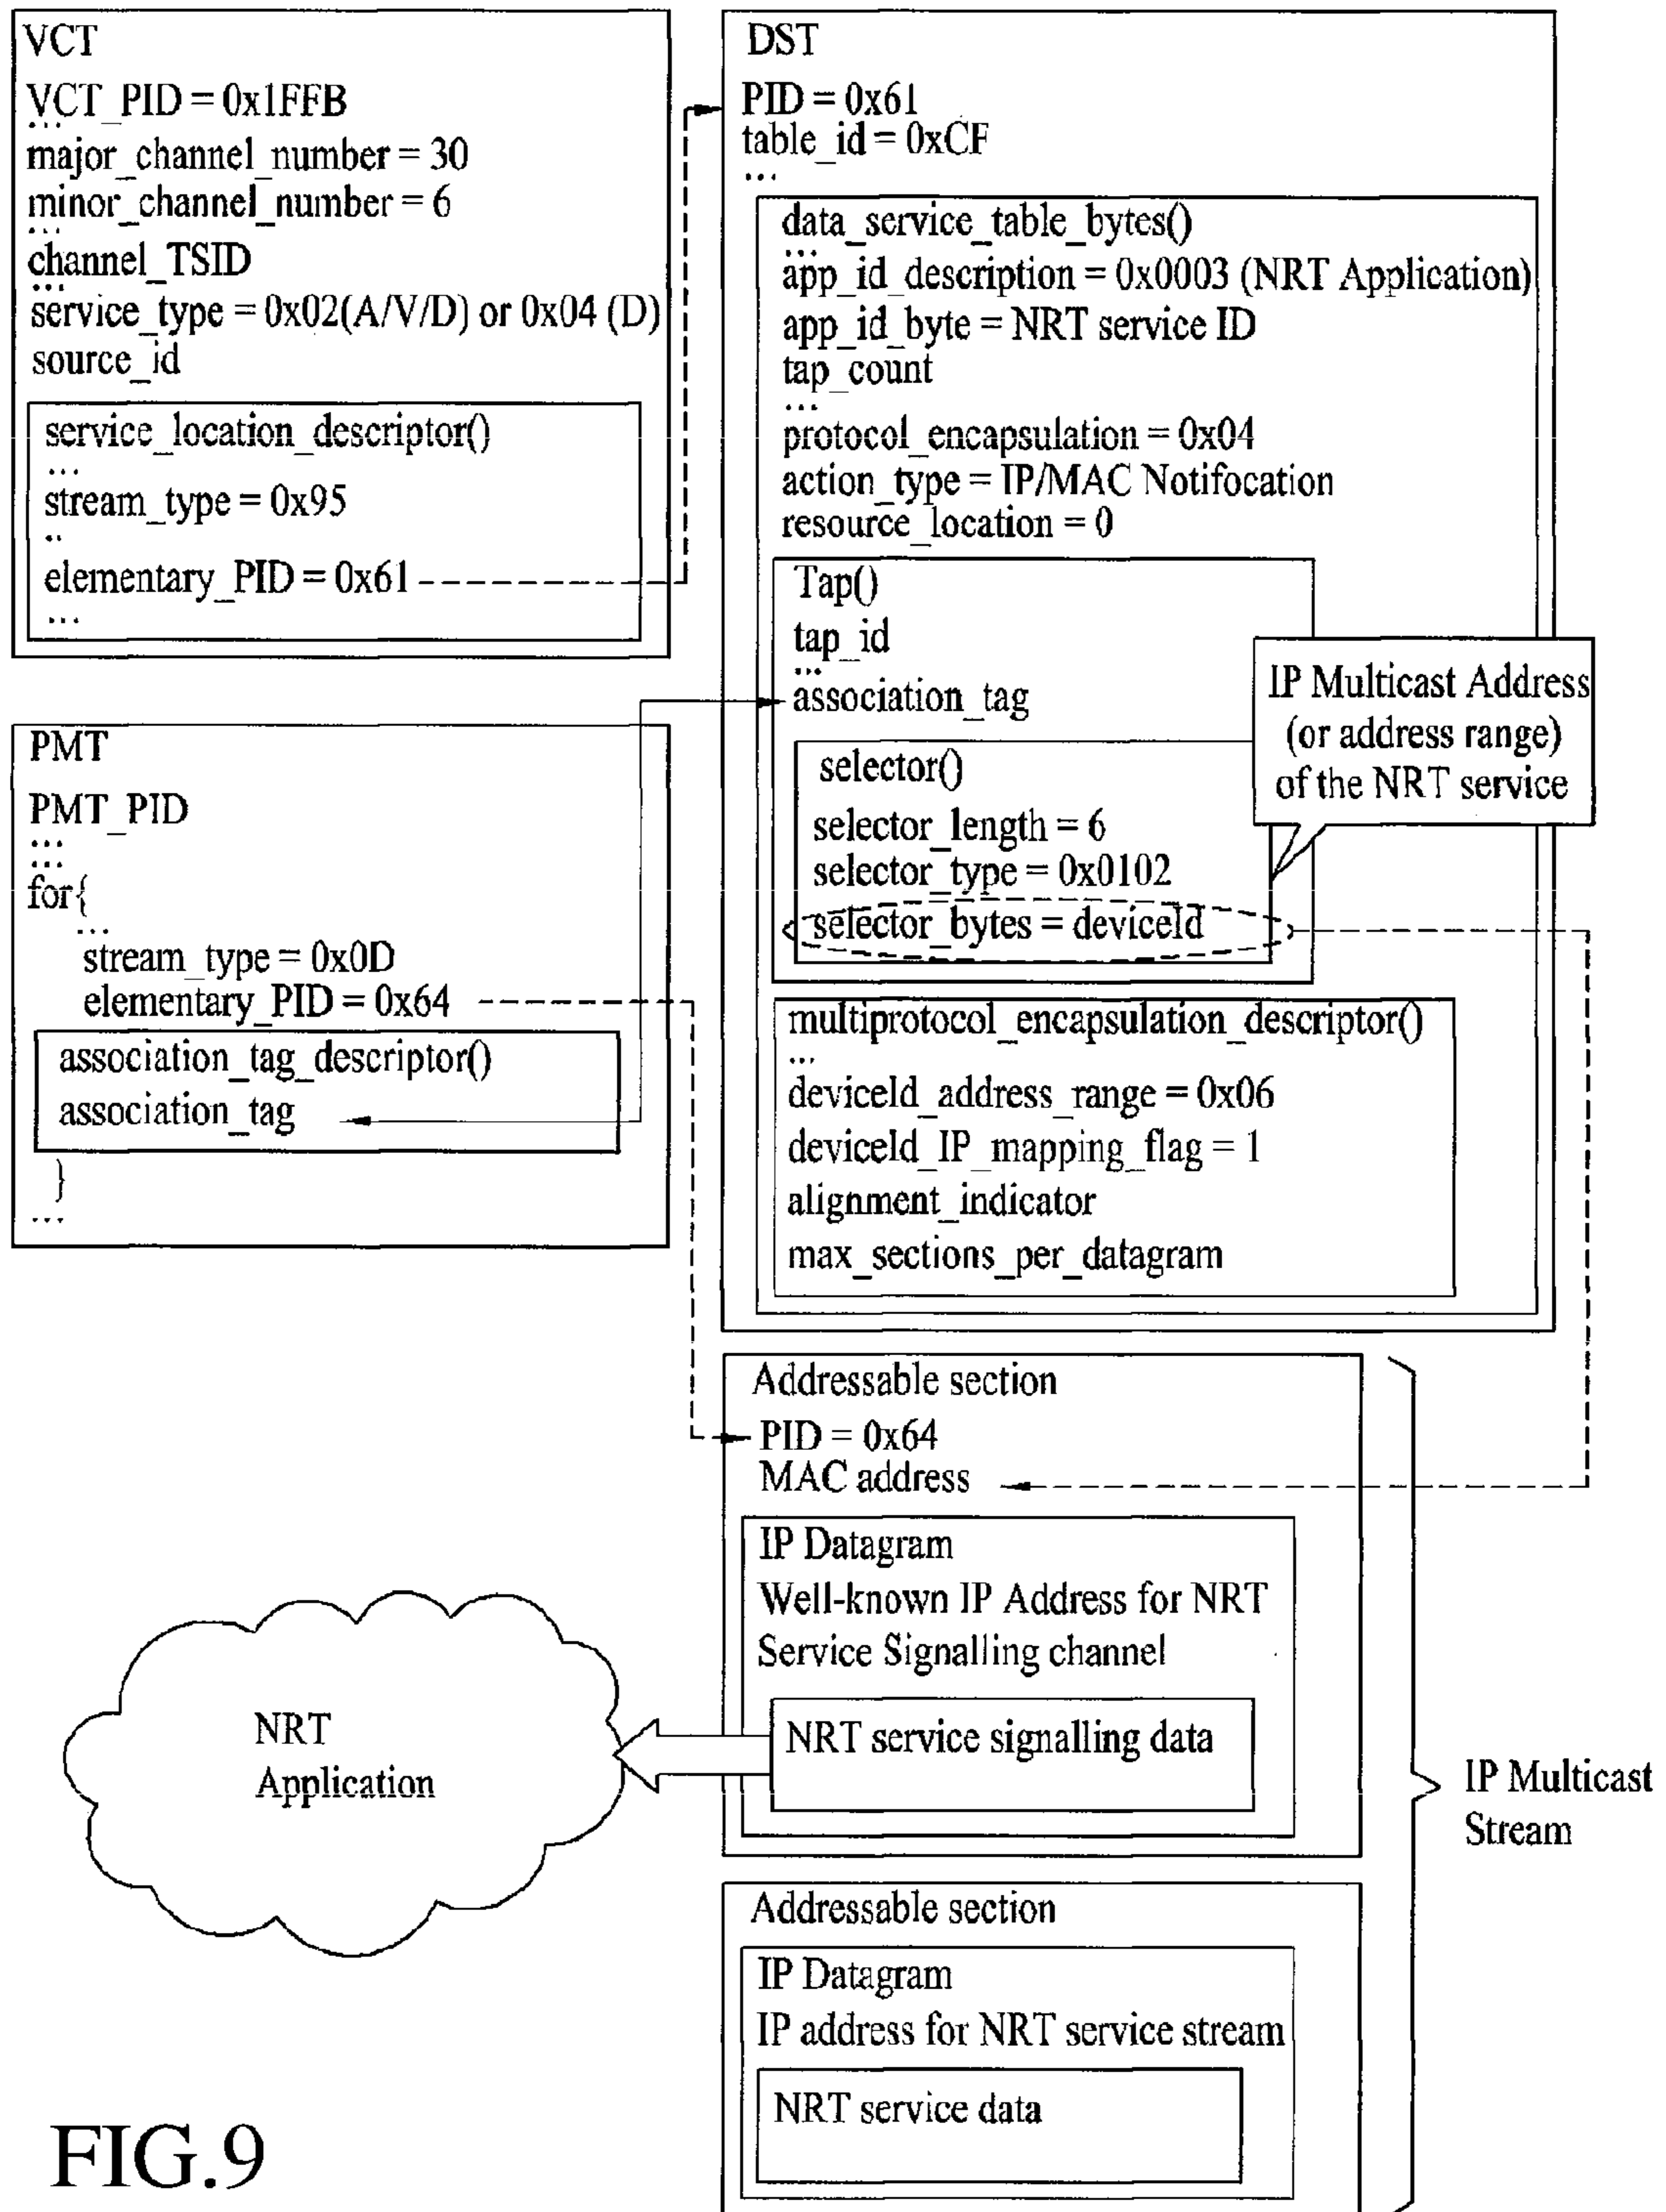 VCT
VCT_PID = 0x1FFB
...
major_channel_number = 30
minor_channel_number = 6
...
channel_TSID
...
service_type = 0x02(A/V/D) or 0x04 (D)
source_id
service_location_descriptor()
...
stream_type = 0x95
..
elementary_PID = 0x61
...
PMT
PMT_PID
...
...
for{
...
stream_type = 0x0D
elementary_PID = 0x64
association_tag_descriptor()
association_tag
}
...
DST
PID = 0x61
table_id = 0xCF
...
data_service_table_bytes()
...
app_id_description = 0x0003 (NRT Application)
app_id_byte = NRT service ID
tap_count
...
protocol_encapsulation = 0x04
action_type = IP/MAC Notifocation
resource_location = 0
Tap()
tap_id
...
association_tag
selector()
selector_length = 6
selector_type = 0x0102
selector_bytes = deviceId
IP Multicast Address
(or address range)
of the NRT service
multiprotocol_encapsulation_descriptor()
...
deviceId_address_range = 0x06
deviceId_IP_mapping_flag = 1
alignment_indicator
max_sections_per_datagram
Addressable section
PID = 0x64
MAC address
IP Datagram
Well-known IP Address for NRT
Service Signalling channel
NRT service signalling data
NRT
Application
IP Multicast
Stream
Addressable section
IP Datagram
IP address for NRT service stream
NRT service data
FIG.9